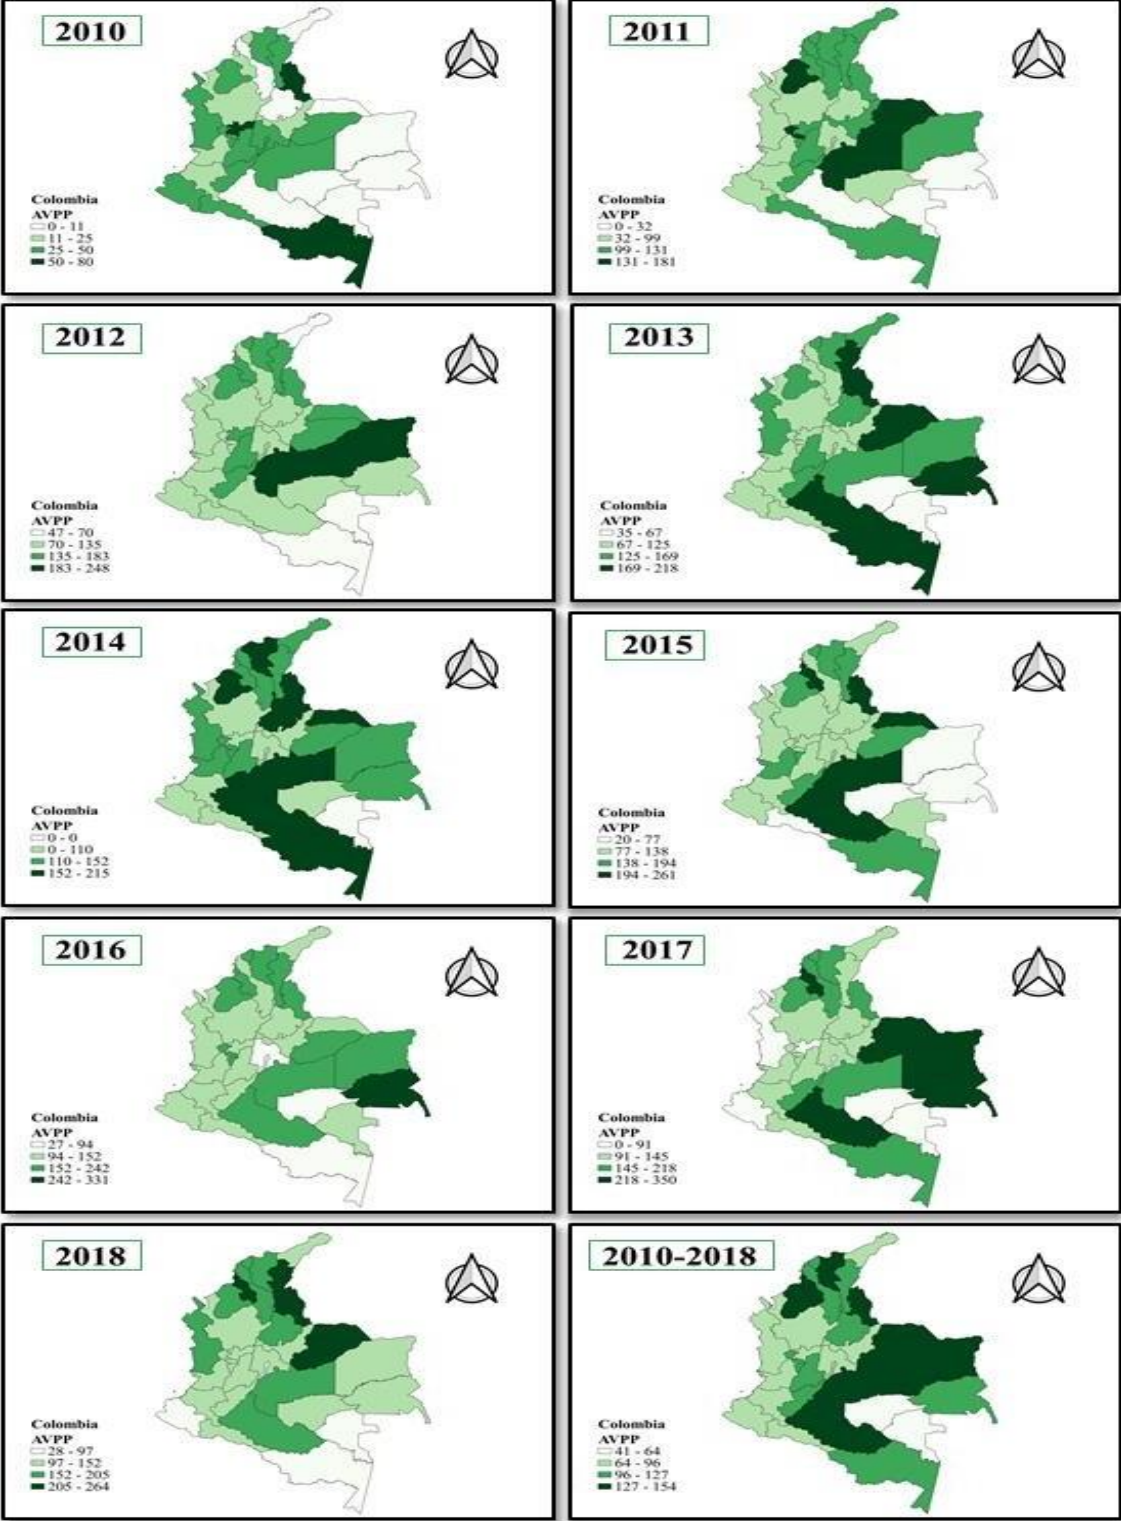 2010
Colombia
AVPP
0 - 11
11 - 25
25 - 50
50 - 80
2011
Colombia
AVPP
0 - 32
32 - 99
99 - 131
131 - 181
2012
Colombia
AVPP
47 - 70
70 - 135
135 - 183
183 - 248
2013
Colombia
AVPP
35 - 67
67 - 125
125 - 169
169 - 218
2014
Colombia
AVPP
0 - 0
0 - 110
110 - 152
152 - 215
2015
Colombia
AVPP
20 - 77
77 - 138
138 - 194
194 - 261
2016
Colombia
AVPP
27 - 94
94 - 152
152 - 242
242 - 331
2017
Colombia
AVPP
0 - 91
91 - 145
145 - 218
218 - 350
2018
Colombia
AVPP
28 - 97
97 - 152
152 - 205
205 - 264
2010-2018
Colombia
AVPP
41 - 64
64 - 96
96 - 127
127 - 154